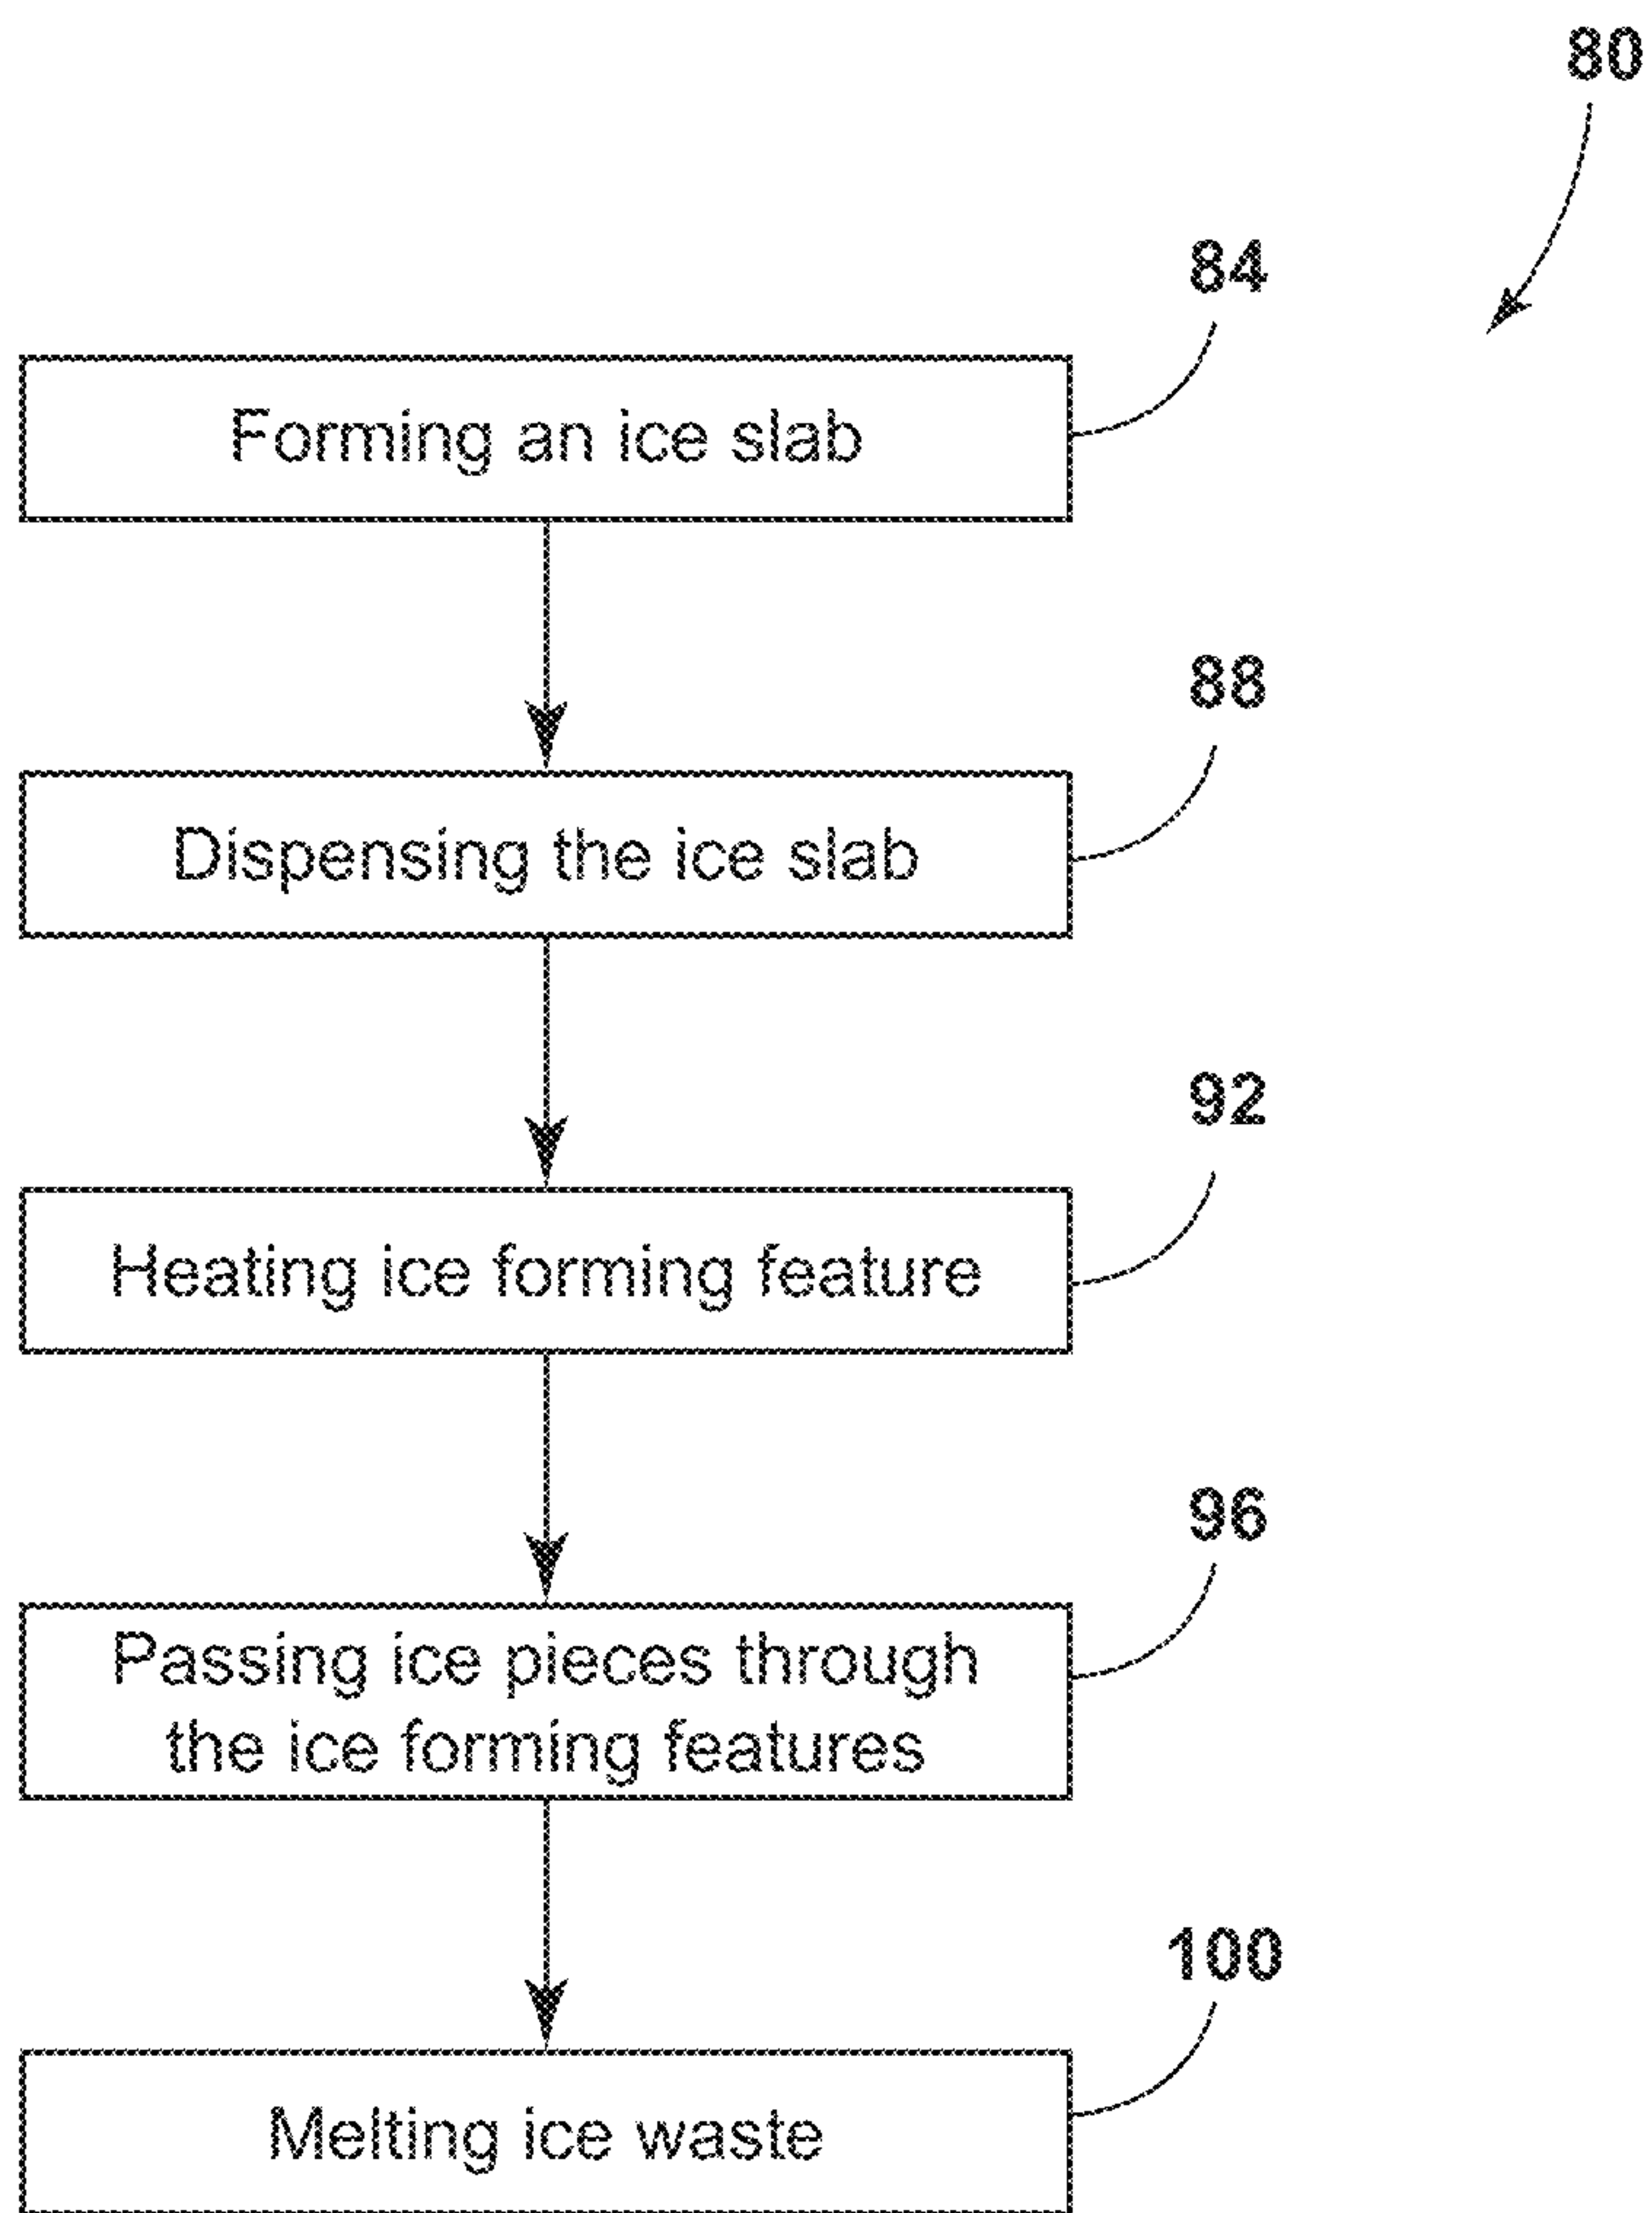 80
84
Forming an ice slab
88
Dispensing the ice slab
92
Heating ice forming feature
96
Passing ice pieces through
the ice forming features
100
Melting ice waste